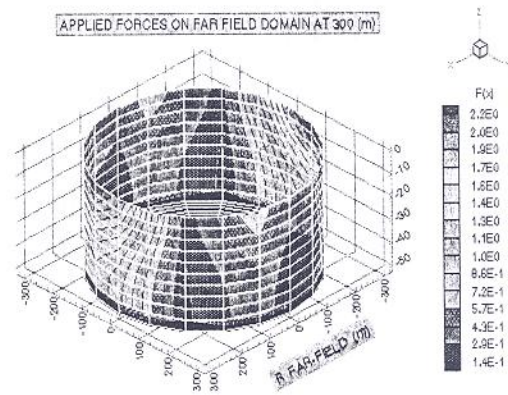 APPLIED FORCES ON FAR FIELD DOMAIN AT 300 (m)
Z
X
Y
F(x)
2.2E0
2.0E0
1.9E0
1.7E0
1.6E0
1.4E0
1.3E0
1.1E0
1.0E0
8.6E-1
7.2E-1
5.7E-1
4.3E-1
2.9E-1
1.4E-1
0
-10
-20
-30
-40
-50
-300
-200
-100
0
100
200
300
300
200
100
0
-100
-200
-300
R FAR-FIELD (m)